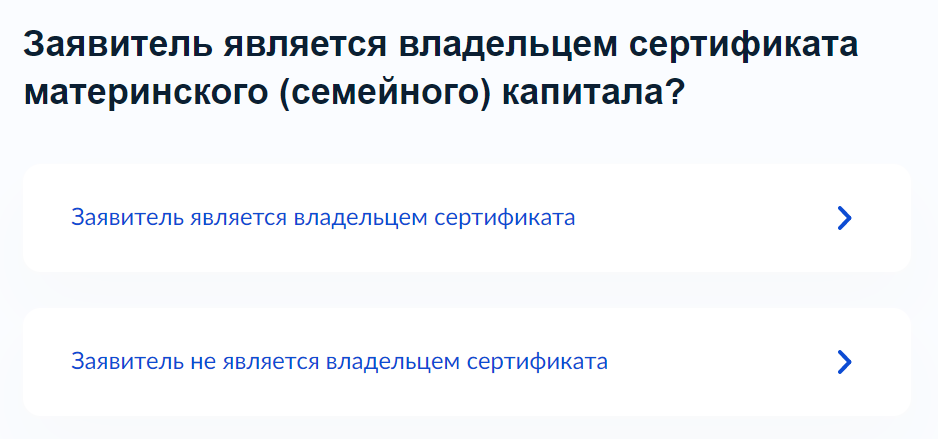 Заявитель является владельцем сертификата
материнского (семейного) капитала?
Заявитель является владельцем сертификата
Заявитель не является владельцем сертификата